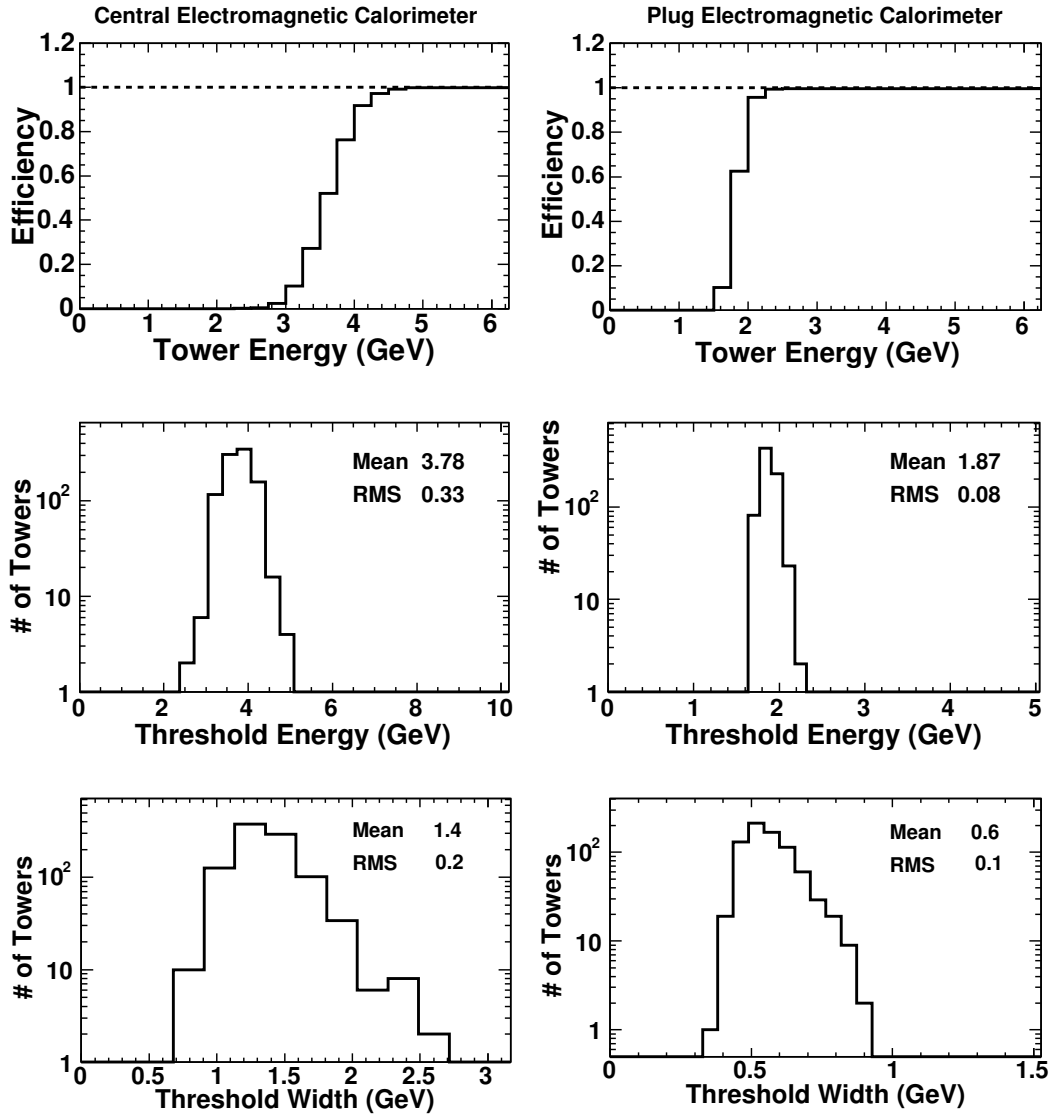 Central Electromagnetic Calorimeter
1.2
1
0.8
0.6
0.4
0.2
0
Efficiency
0 1 2 3 4 5 6
Tower Energy (GeV)
Plug Electromagnetic Calorimeter
1.2
1
0.8
0.6
0.4
0.2
0
Efficiency
0 1 2 3 4 5 6
Tower Energy (GeV)
Mean 3.78
RMS 0.33
10²
10
1
# of Towers
0 2 4 6 8 10
Threshold Energy (GeV)
Mean 1.87
RMS 0.08
10²
10
1
# of Towers
0 1 2 3 4 5
Threshold Energy (GeV)
Mean 1.4
RMS 0.2
10²
10
1
# of Towers
0 0.5 1 1.5 2 2.5 3
Threshold Width (GeV)
Mean 0.6
RMS 0.1
10²
10
1
# of Towers
0 0.5 1 1.5
Threshold Width (GeV)